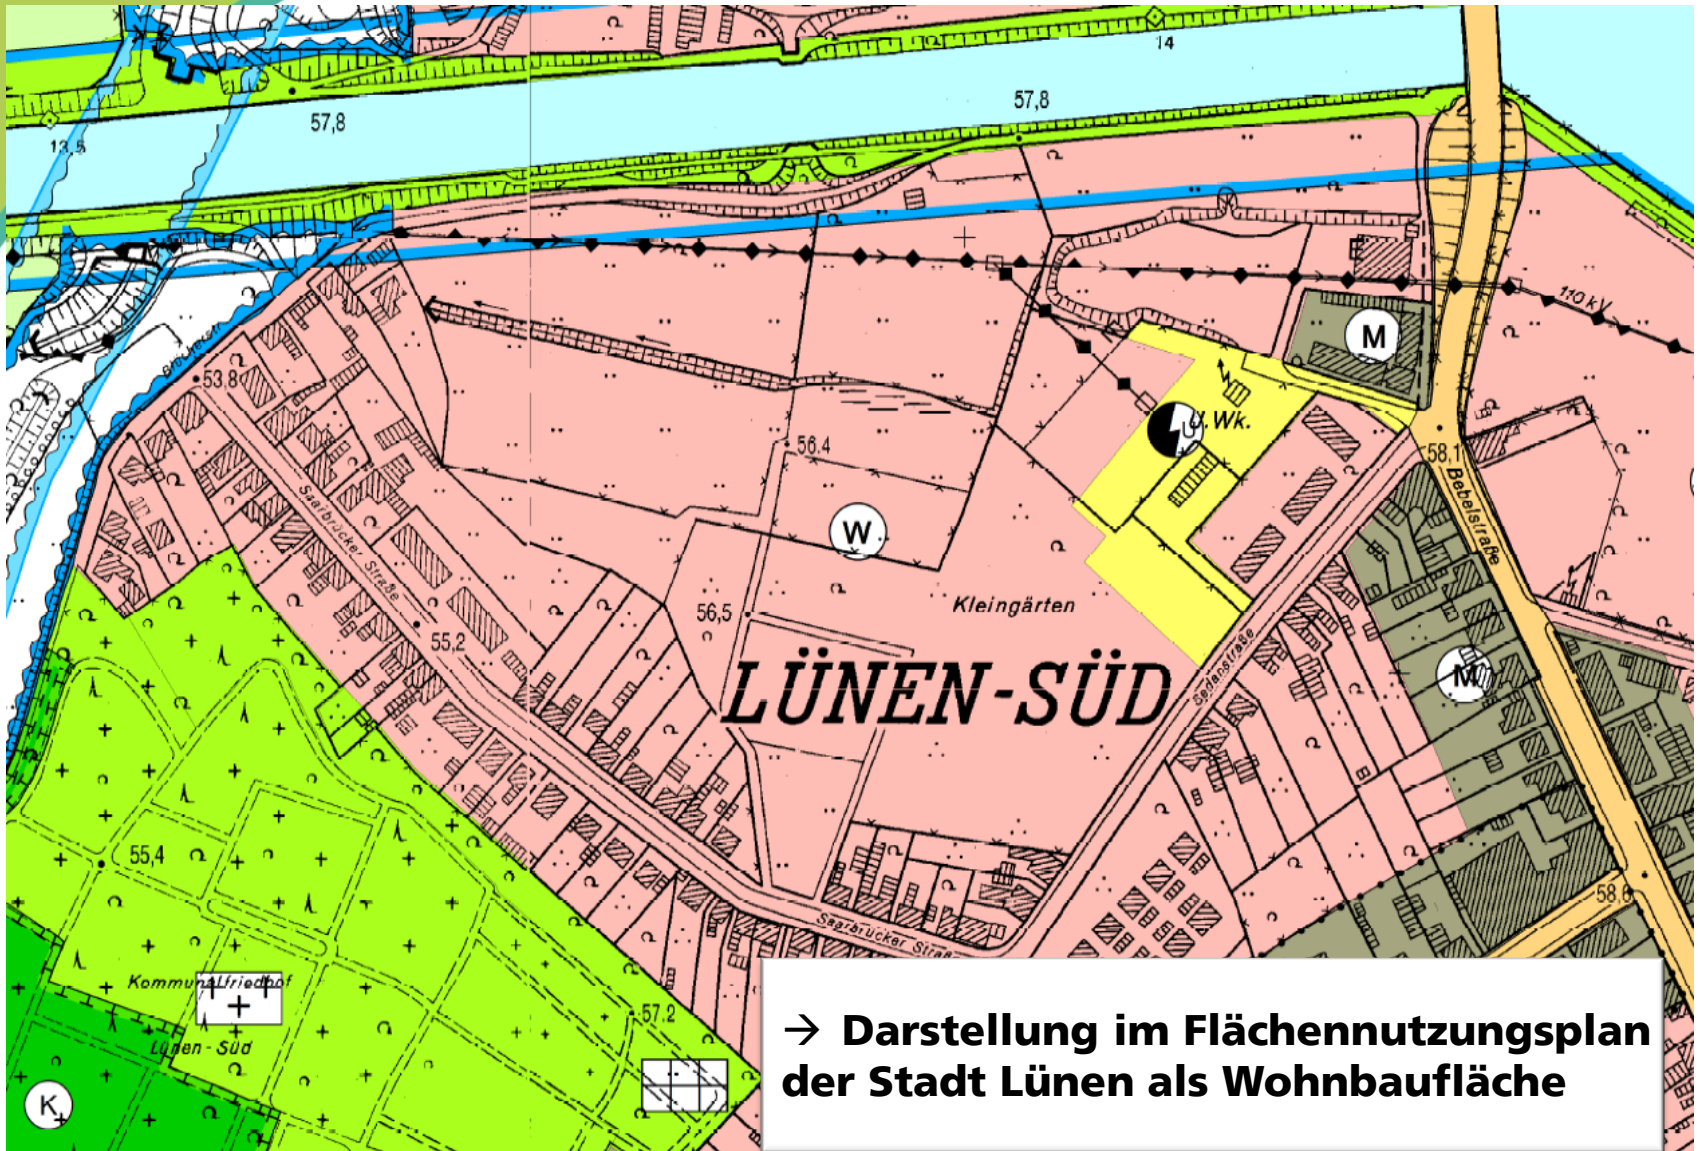 14
57,8
57,8
13,5
110 kV
M
53,8
U
U.Wk.
56.4
58,1
Bebelstraße
W
Saarbrücker Straße
Kleingärten
56,5
55,2
LÜNEN-SÜD
Sedanstraße
M
55,4
58,6
Saarbrücker Straß
Kommunalfriedhof
Lünen-Süd
57.2
K
→ Darstellung im Flächennutzungsplan
der Stadt Lünen als Wohnbaufläche